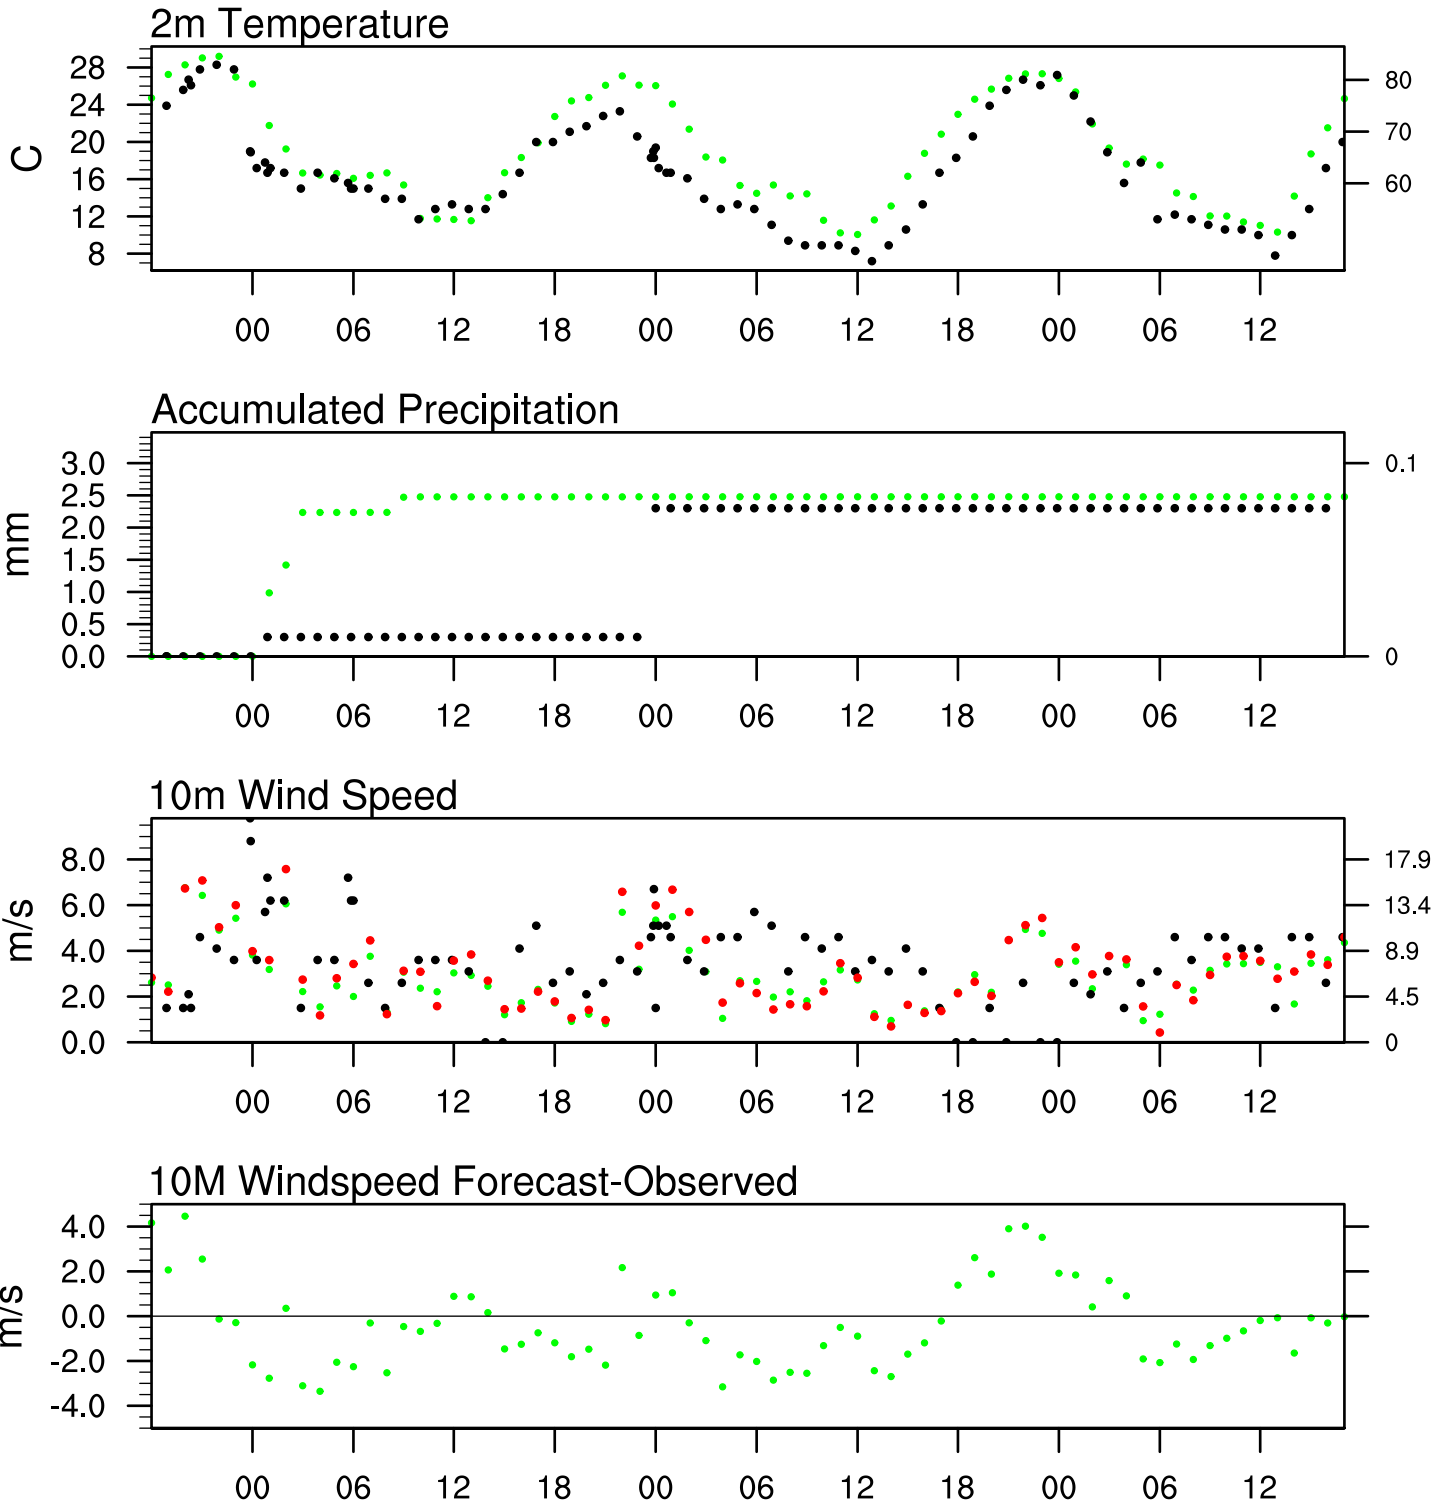 2m Temperature
28
24
20
16
12
8
C
80
70
60
00 06 12 18 00 06 12 18 00 06 12
Accumulated Precipitation
3.0
2.5
2.0
1.5
1.0
0.5
0.0
mm
0.1
0
00 06 12 18 00 06 12 18 00 06 12
10m Wind Speed
8.0
6.0
4.0
2.0
0.0
m/s
17.9
13.4
8.9
4.5
0
00 06 12 18 00 06 12 18 00 06 12
10M Windspeed Forecast-Observed
4.0
2.0
0.0
-2.0
-4.0
m/s
00 06 12 18 00 06 12 18 00 06 12